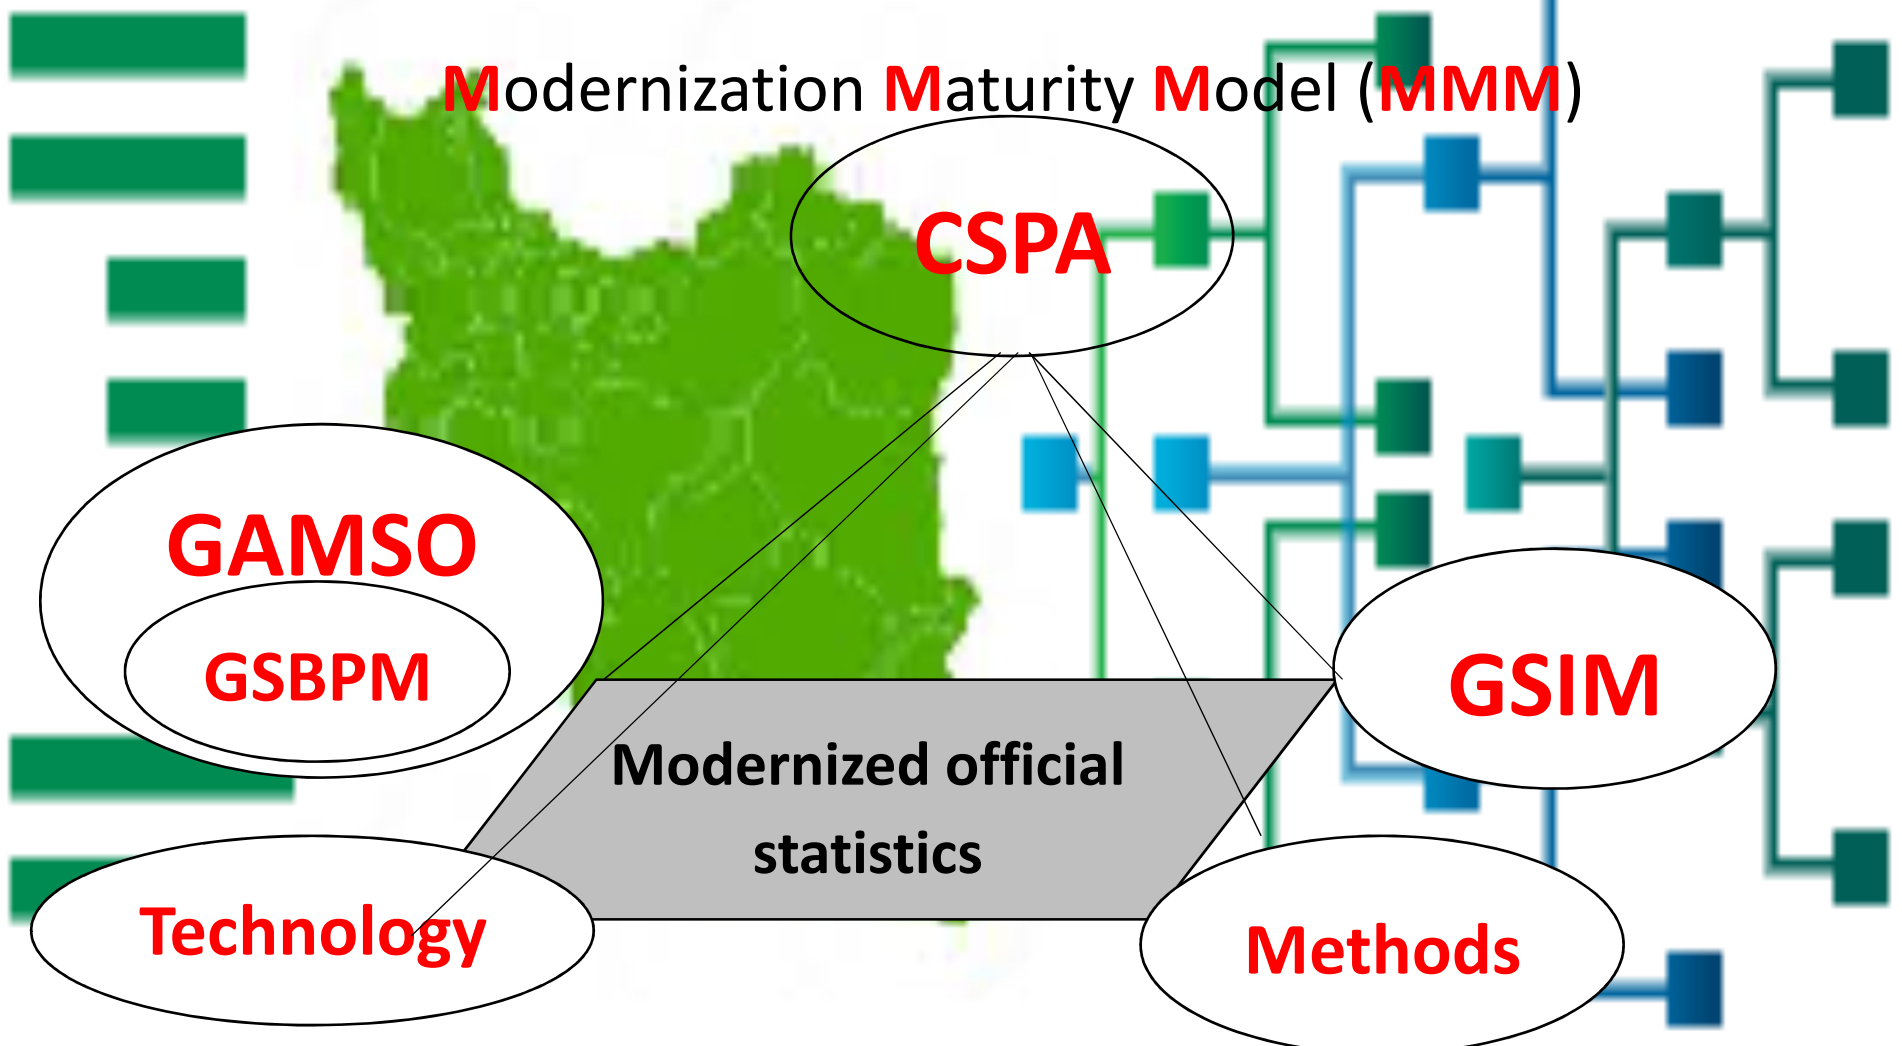 Modernization Maturity Model (MMM)
CSPA
GAMSO
GSBPM
GSIM
Modernized official
statistics
Technology
Methods